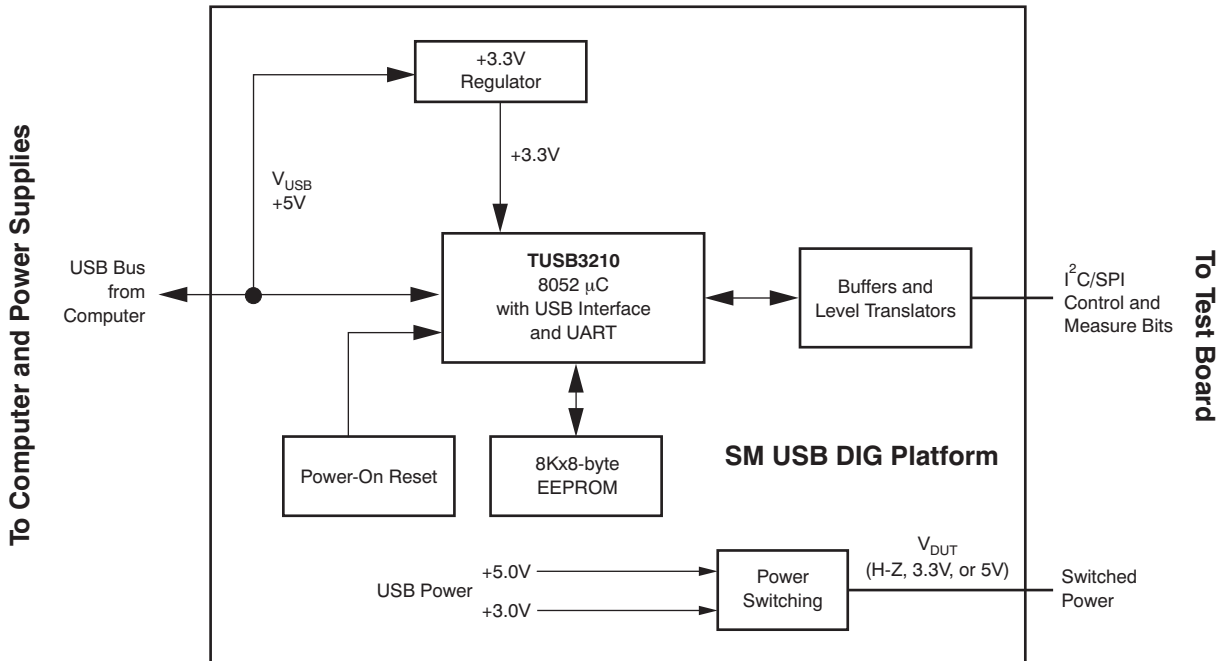 To Computer and Power Supplies
+3.3V
Regulator
+3.3V
V_USB
+5V
USB Bus
from
Computer
TUSB3210
8052 μC
with USB Interface
and UART
Buffers and
Level Translators
I²C/SPI
Control and
Measure Bits
To Test Board
Power-On Reset
8Kx8-byte
EEPROM
SM USB DIG Platform
USB Power
+5.0V
+3.0V
Power
Switching
V_DUT
(H-Z, 3.3V, or 5V)
Switched
Power